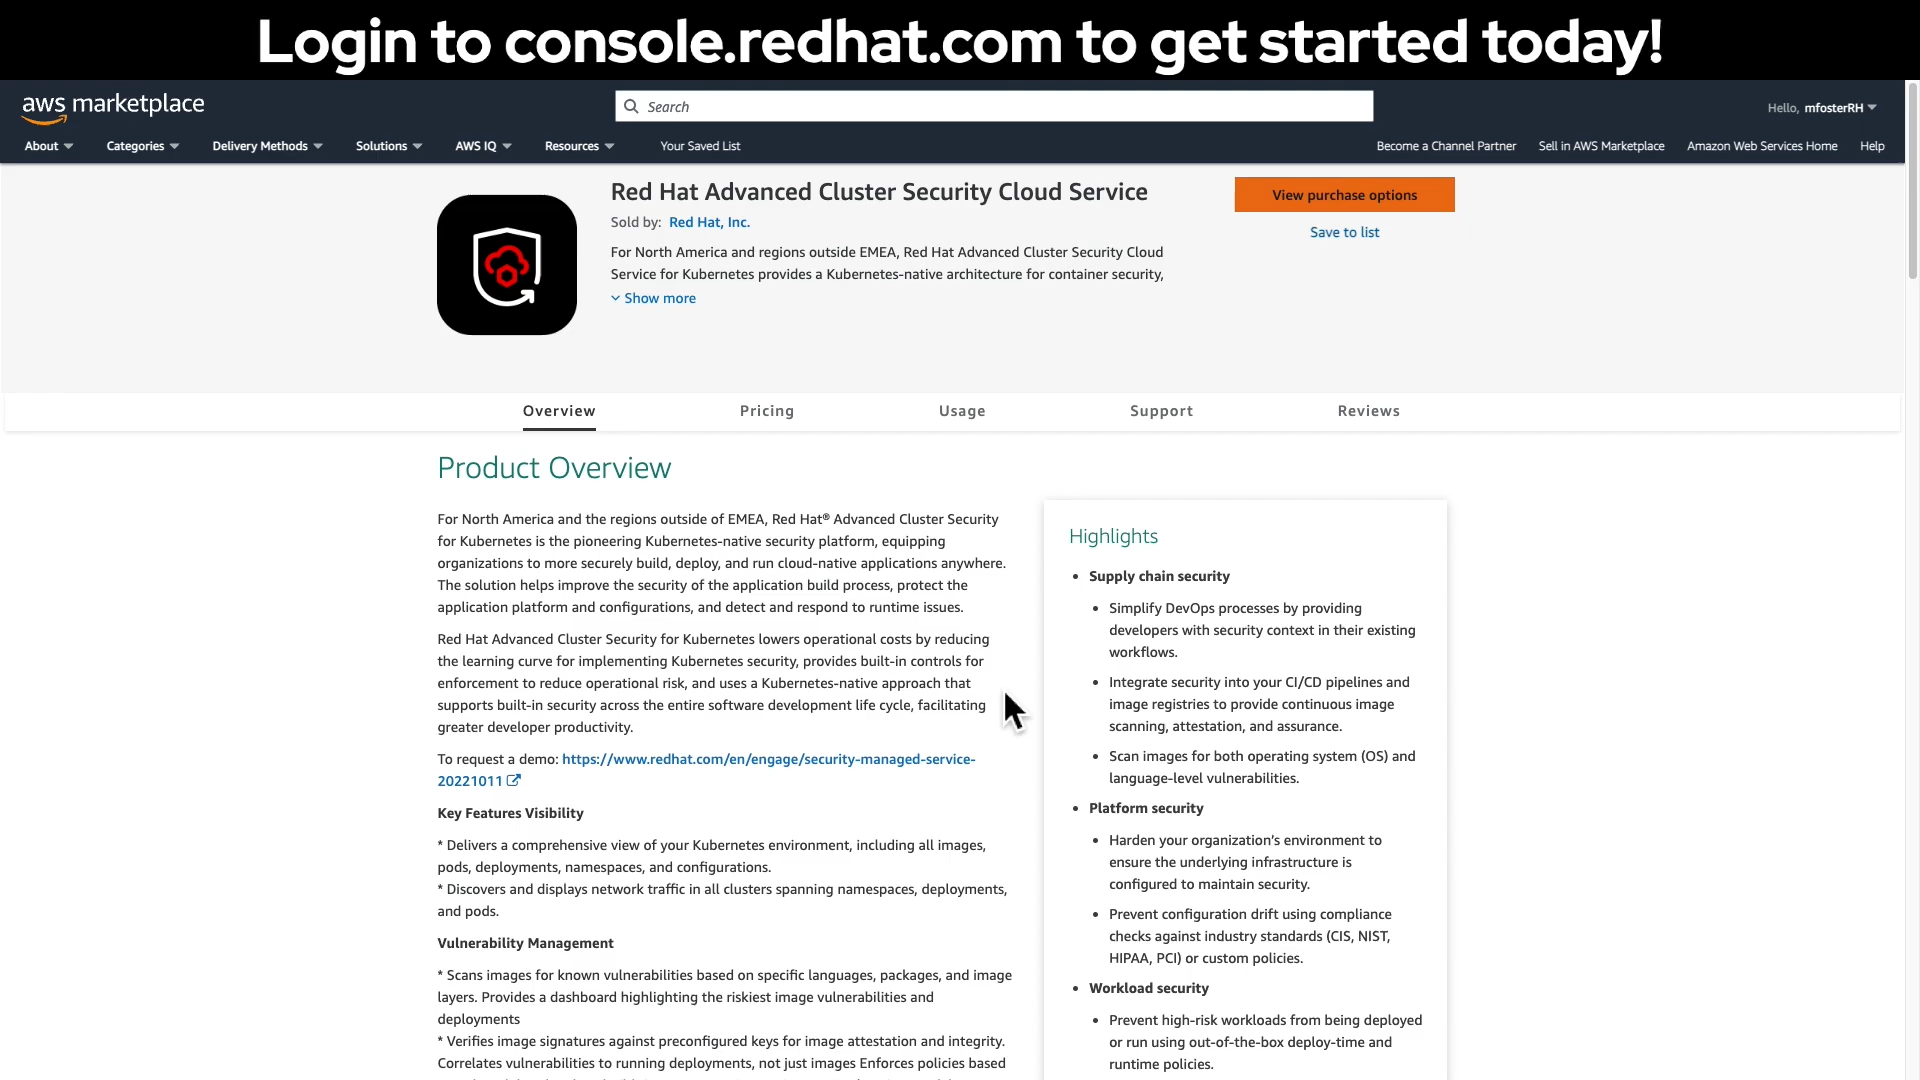 Login to console.redhat.com to get started today!
aws marketplace
Search
Hello, mfosterRH
About Categories Delivery Methods Solutions AWS IQ Resources Your Saved List Become a Channel Partner Sell in AWS Marketplace Amazon Web Services Home Help
Red Hat Advanced Cluster Security Cloud Service
Sold by: Red Hat, Inc.
For North America and regions outside EMEA, Red Hat Advanced Cluster Security Cloud
Service for Kubernetes provides a Kubernetes-native architecture for container security,
Show more
View purchase options
Save to list
Overview Pricing Usage Support Reviews
Product Overview
For North America and the regions outside of EMEA, Red Hat® Advanced Cluster Security
for Kubernetes is the pioneering Kubernetes-native security platform, equipping
organizations to more securely build, deploy, and run cloud-native applications anywhere.
The solution helps improve the security of the application build process, protect the
application platform and configurations, and detect and respond to runtime issues.
Red Hat Advanced Cluster Security for Kubernetes lowers operational costs by reducing
the learning curve for implementing Kubernetes security, provides built-in controls for
enforcement to reduce operational risk, and uses a Kubernetes-native approach that
supports built-in security across the entire software development life cycle, facilitating
greater developer productivity.
To request a demo: https://www.redhat.com/en/engage/security-managed-service-
20221011
Key Features Visibility
* Delivers a comprehensive view of your Kubernetes environment, including all images,
pods, deployments, namespaces, and configurations.
* Discovers and displays network traffic in all clusters spanning namespaces, deployments,
and pods.
Vulnerability Management
* Scans images for known vulnerabilities based on specific languages, packages, and image
layers. Provides a dashboard highlighting the riskiest image vulnerabilities and
deployments
* Verifies image signatures against preconfigured keys for image attestation and integrity.
Correlates vulnerabilities to running deployments, not just images Enforces policies based
Highlights
• Supply chain security
• Simplify DevOps processes by providing
developers with security context in their existing
workflows.
• Integrate security into your CI/CD pipelines and
image registries to provide continuous image
scanning, attestation, and assurance.
• Scan images for both operating system (OS) and
language-level vulnerabilities.
• Platform security
• Harden your organization's environment to
ensure the underlying infrastructure is
configured to maintain security.
• Prevent configuration drift using compliance
checks against industry standards (CIS, NIST,
HIPAA, PCI) or custom policies.
• Workload security
• Prevent high-risk workloads from being deployed
or run using out-of-the-box deploy-time and
runtime policies.